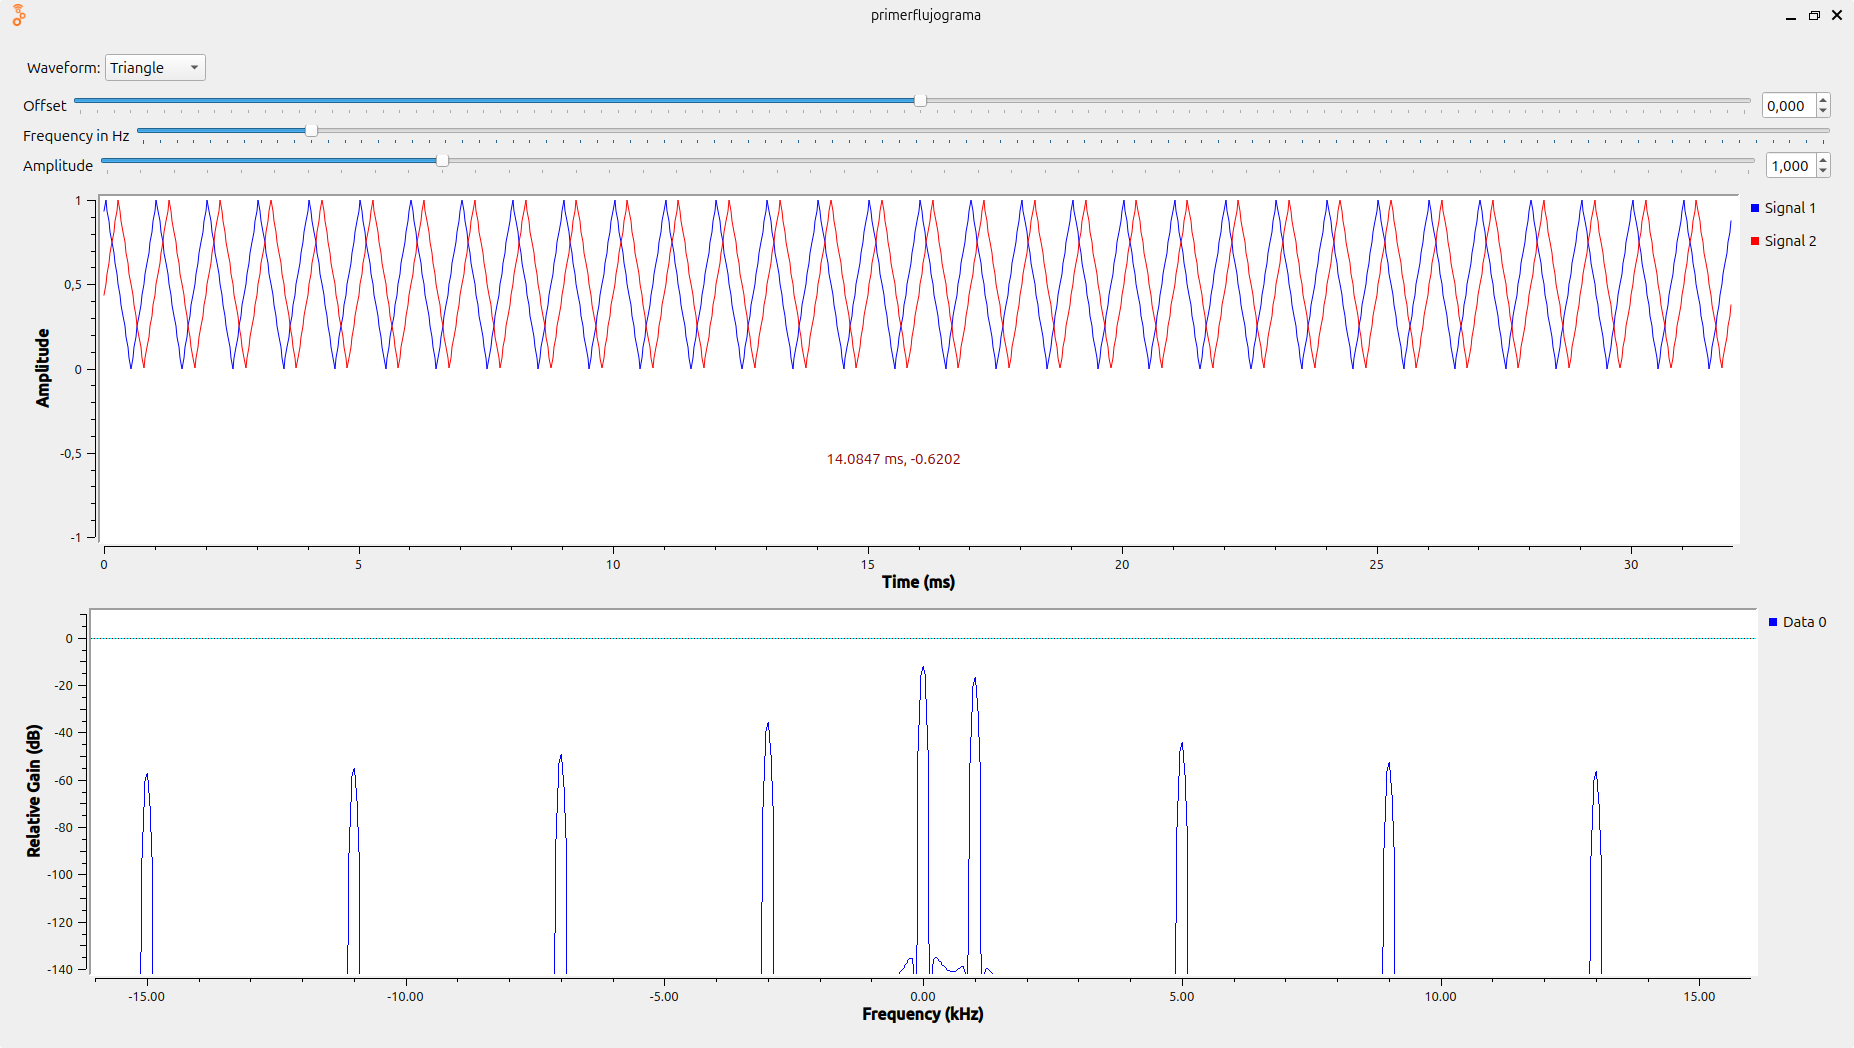 primerflujograma
Waveform: Triangle
Offset 0,000
Frequency in Hz
Amplitude 1,000
1
0,5
0
-0,5
-1
Amplitude
14.0847 ms, -0.6202
Signal 1
Signal 2
0 5 10 15 20 25 30
Time (ms)
0
-20
-40
-60
-80
-100
-120
-140
Relative Gain (dB)
Data 0
-15.00 -10.00 -5.00 0.00 5.00 10.00 15.00
Frequency (kHz)